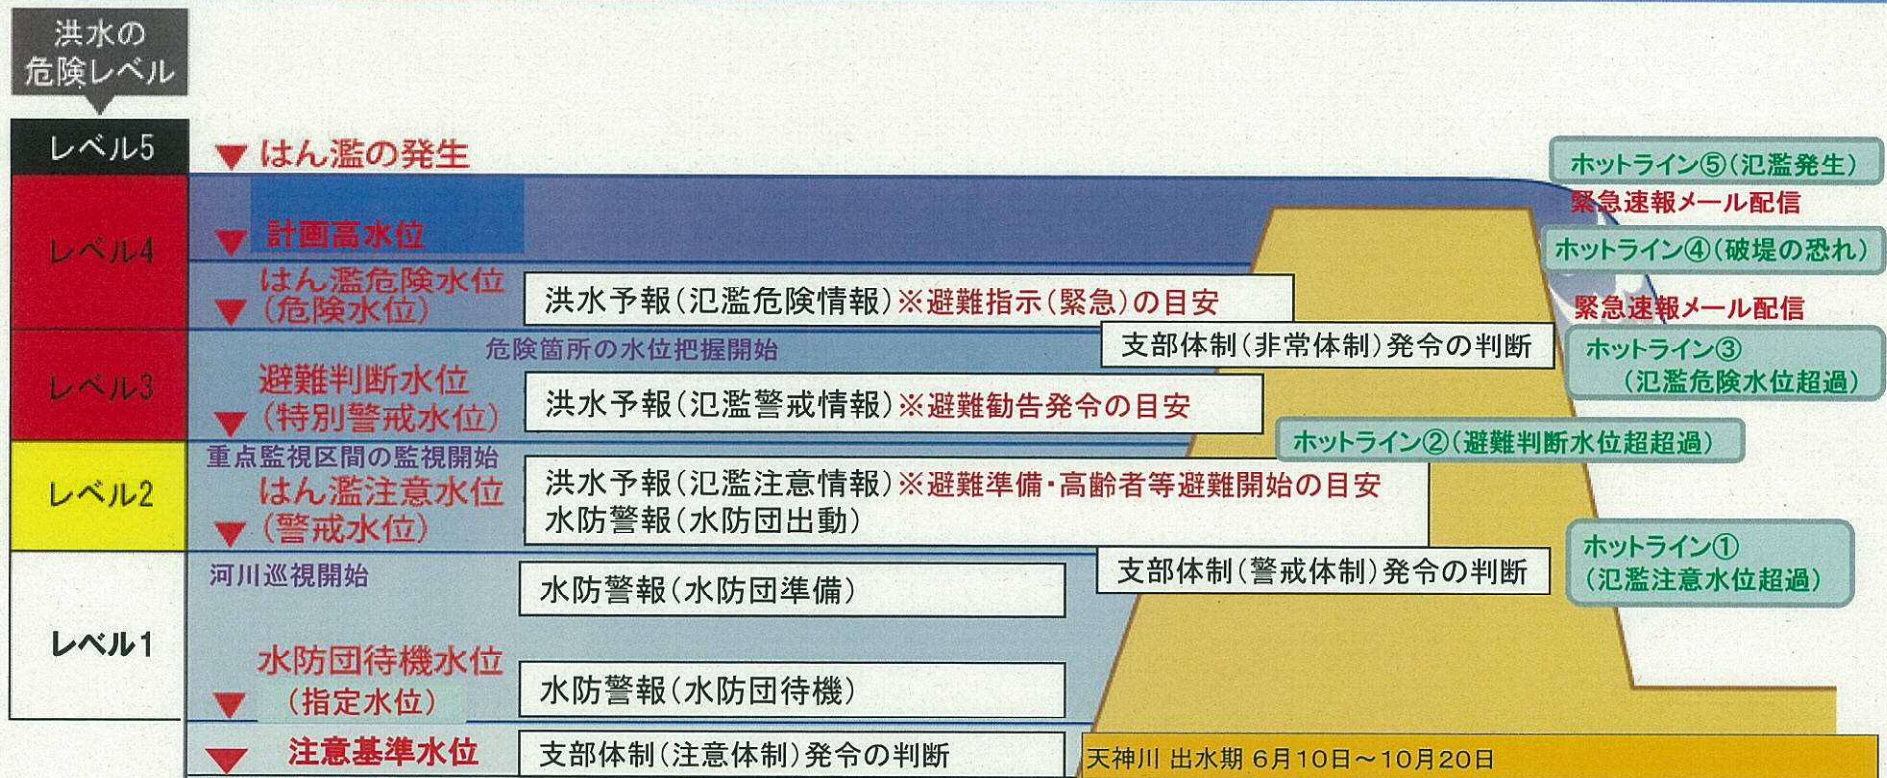 洪水の
危険レベル
レベル5
▼はん濫の発生
ホットライン⑤(氾濫発生)
緊急速報メール配信
レベル4
▼計画高水位
ホットライン④(破堤の恐れ)
はん濫危険水位
▼(危険水位)
洪水予報(氾濫危険情報)※避難指示(緊急)の目安
緊急速報メール配信
支部体制(非常体制)発令の判断
ホットライン③
(氾濫危険水位超過)
危険箇所の水位把握開始
レベル3
避難判断水位
▼(特別警戒水位)
洪水予報(氾濫警戒情報)※避難勧告発令の目安
ホットライン②(避難判断水位超超過)
重点監視区間の監視開始
レベル2
はん濫注意水位
▼(警戒水位)
洪水予報(氾濫注意情報)※避難準備・高齢者等避難開始の目安
水防警報(水防団出動)
ホットライン①
(氾濫注意水位超過)
支部体制(警戒体制)発令の判断
河川巡視開始
水防警報(水防団準備)
レベル1
水防団待機水位
▼(指定水位)
水防警報(水防団待機)
▼注意基準水位
支部体制(注意体制)発令の判断
天神川 出水期 6月10日~10月20日